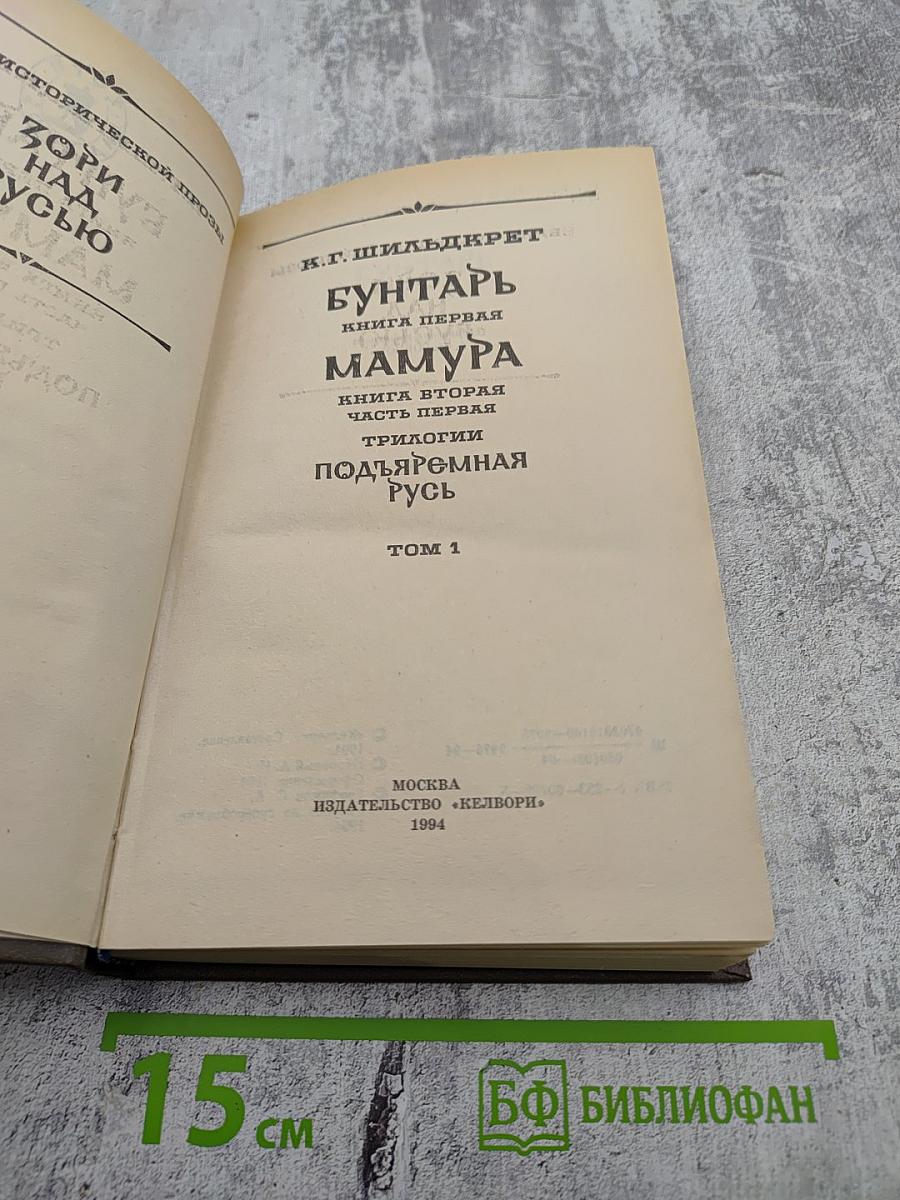 ИСТОРИЧЕСКОЙ ПРОЗЫ
ЗОРИ
НАД
РУСЬЮ
К. Г. ШИЛЬДКРЕТ
БУНТАРЬ
КНИГА ПЕРВАЯ
МАМУРА
КНИГА ВТОРАЯ
ЧАСТЬ ПЕРВАЯ
ТРИЛОГИИ
ПОДЪЯРЕМНАЯ
РУСЬ
ТОМ 1
МОСКВА
ИЗДАТЕЛЬСТВО «КЕЛВОРИ»
1994
15 см
БФ БИБЛИОФАН